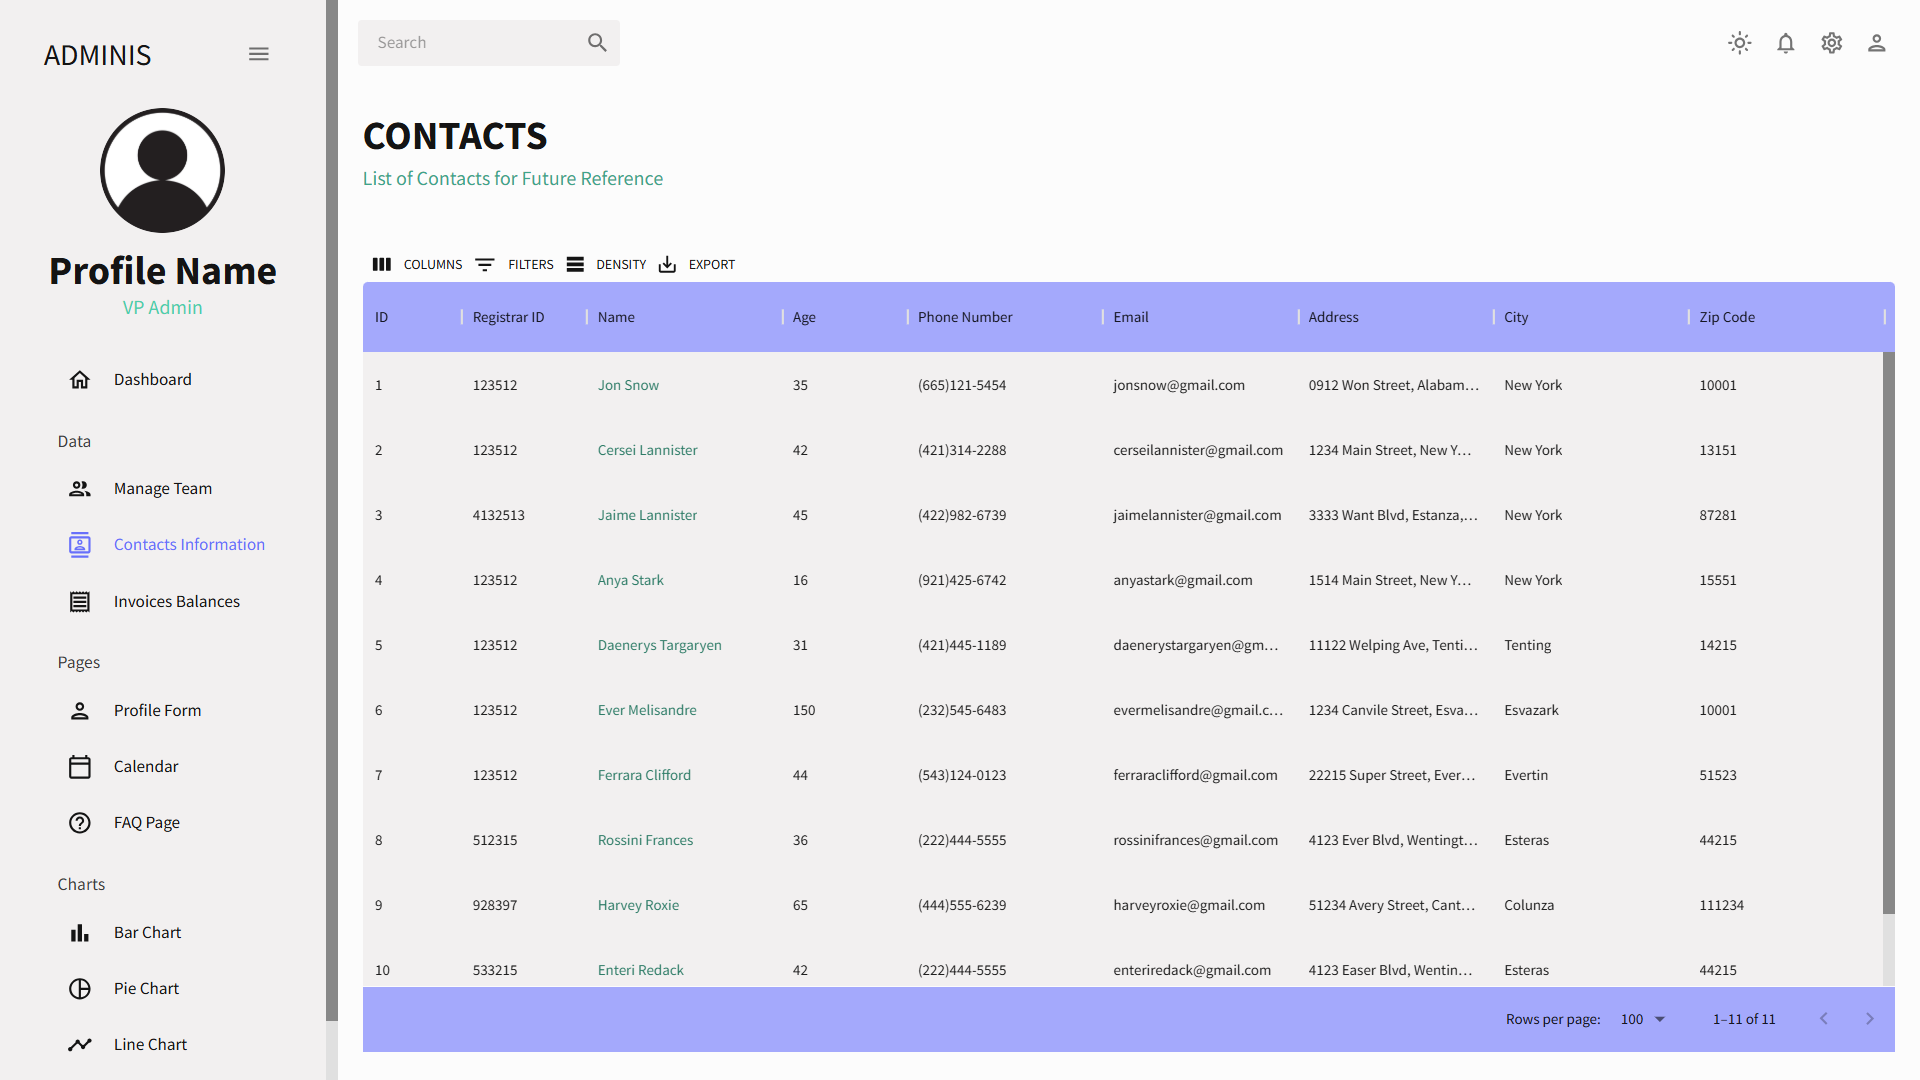 ADMINIS
Profile Name
VP Admin
Dashboard
Data
Manage Team
Contacts Information
Invoices Balances
Pages
Profile Form
Calendar
FAQ Page
Charts
Bar Chart
Pie Chart
Line Chart
Search
CONTACTS
List of Contacts for Future Reference
COLUMNS FILTERS DENSITY EXPORT
ID Registrar ID Name Age Phone Number Email Address City Zip Code
1 123512 Jon Snow 35 (665)121-5454 jonsnow@gmail.com 0912 Won Street, Alabam… New York 10001
2 123512 Cersei Lannister 42 (421)314-2288 cerseilannister@gmail.com 1234 Main Street, New Y… New York 13151
3 4132513 Jaime Lannister 45 (422)982-6739 jaimelannister@gmail.com 3333 Want Blvd, Estanza,… New York 87281
4 123512 Anya Stark 16 (921)425-6742 anyastark@gmail.com 1514 Main Street, New Y… New York 15551
5 123512 Daenerys Targaryen 31 (421)445-1189 daenerystargaryen@gm… 11122 Welping Ave, Tenti… Tenting 14215
6 123512 Ever Melisandre 150 (232)545-6483 evermelisandre@gmail.c… 1234 Canvile Street, Esva… Esvazark 10001
7 123512 Ferrara Clifford 44 (543)124-0123 ferraraclifford@gmail.com 22215 Super Street, Ever… Evertin 51523
8 512315 Rossini Frances 36 (222)444-5555 rossinifrances@gmail.com 4123 Ever Blvd, Wentingt… Esteras 44215
9 928397 Harvey Roxie 65 (444)555-6239 harveyroxie@gmail.com 51234 Avery Street, Cant… Colunza 111234
10 533215 Enteri Redack 42 (222)444-5555 enteriredack@gmail.com 4123 Easer Blvd, Wentin… Esteras 44215
Rows per page: 100 1–11 of 11